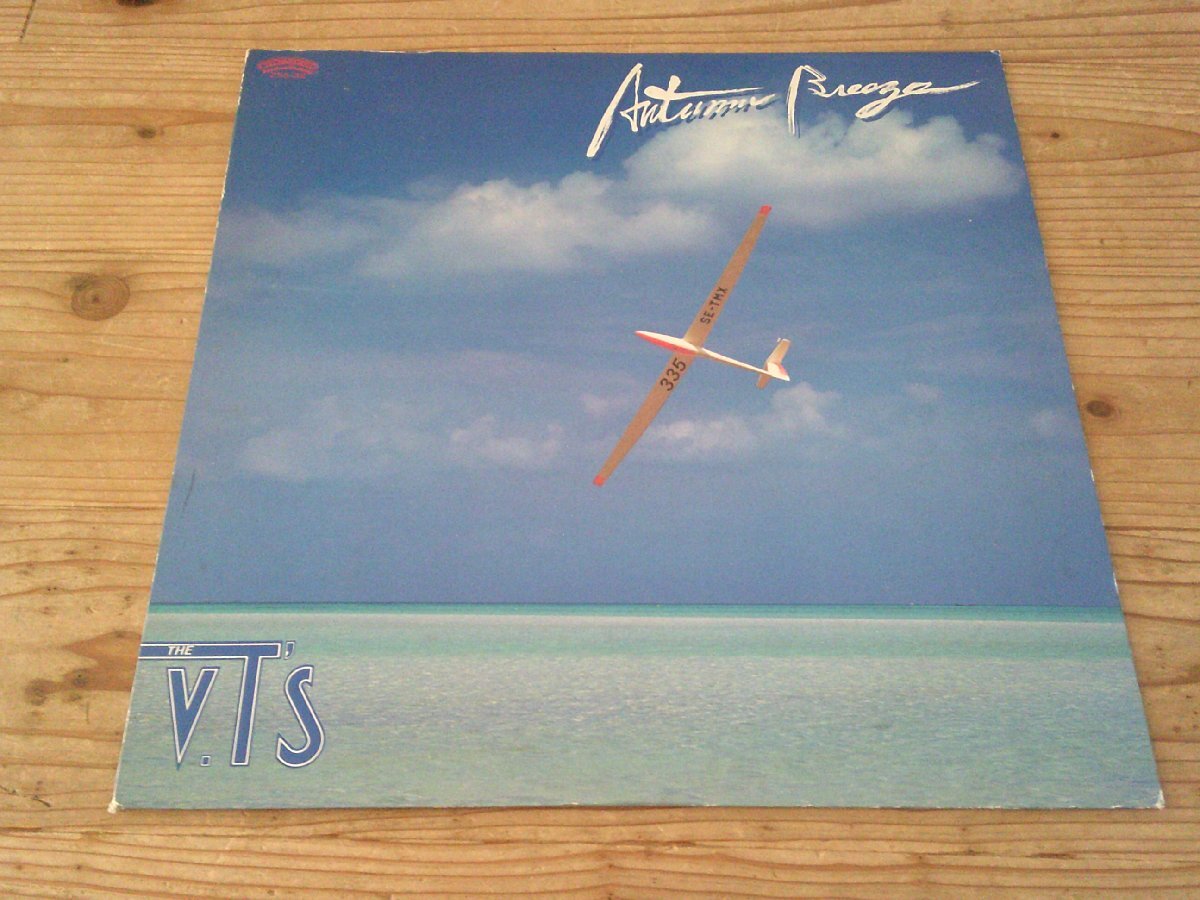 Autumn Breeze
SE-TMX
335
THE
V.T's